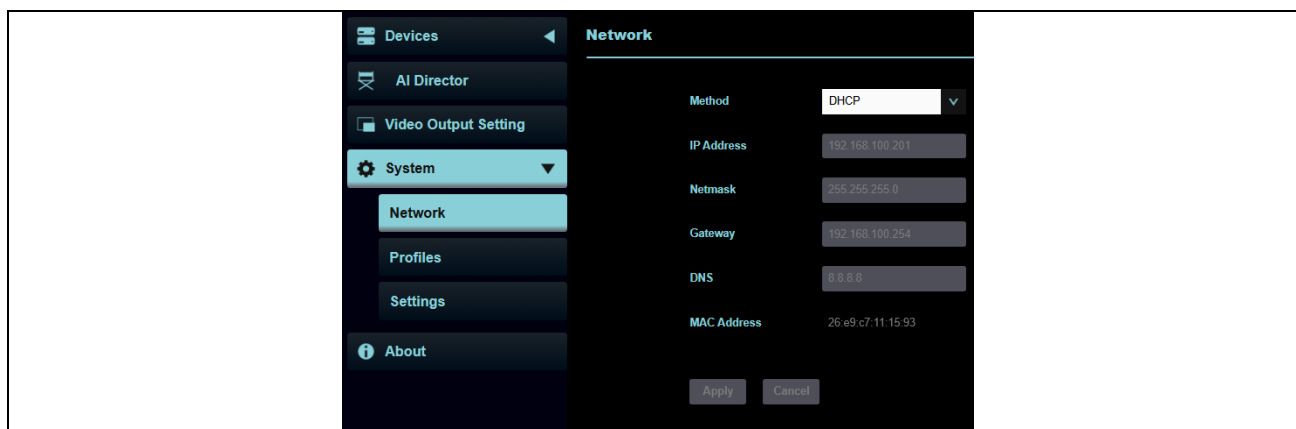 Devices
AI Director
Video Output Setting
System
Network
Profiles
Settings
About
Network
Method DHCP
IP Address 192.168.100.201
Netmask 255.255.255.0
Gateway 192.168.100.254
DNS 8.8.8.8
MAC Address 26:e9:c7:11:15:93
Apply Cancel